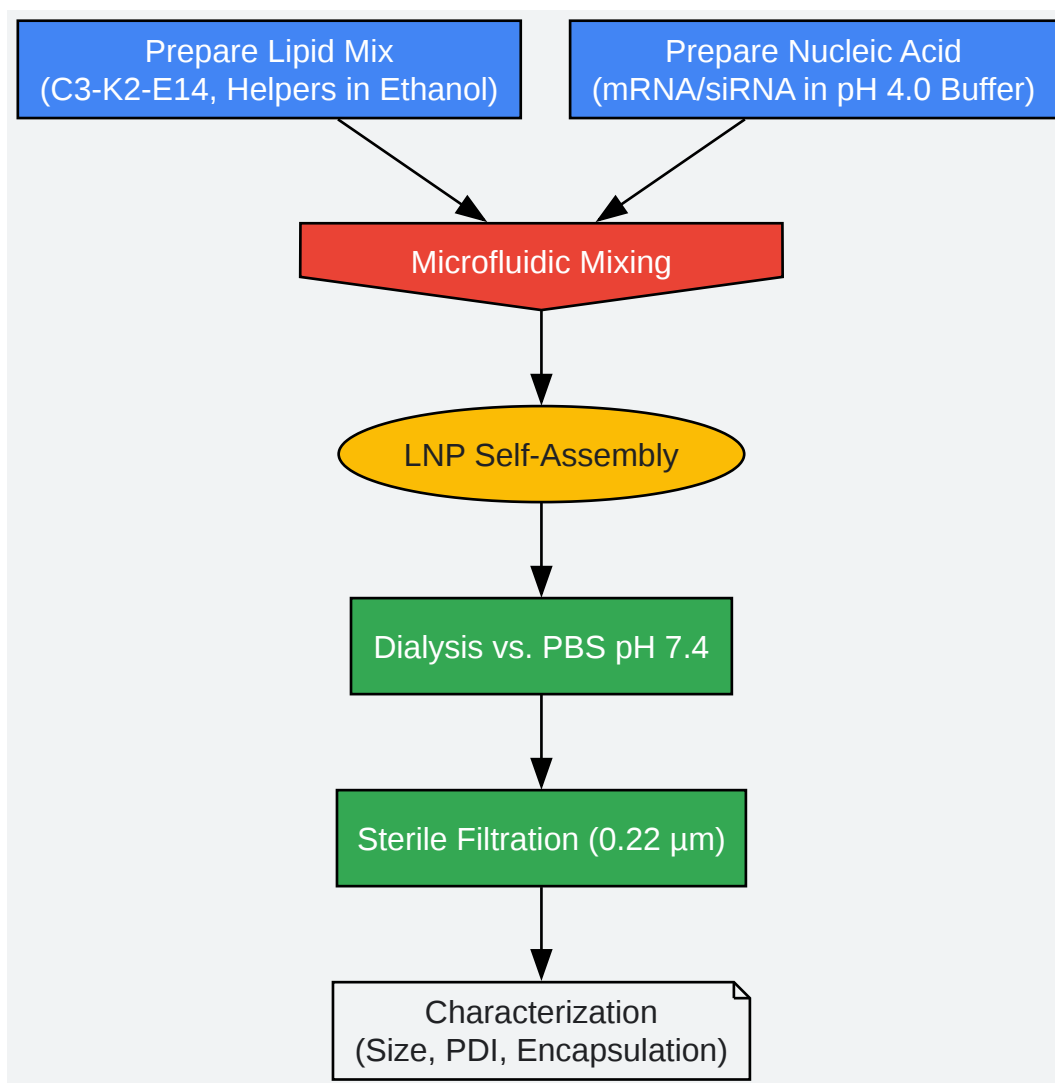 Prepare Lipid Mix
(C3-K2-E14, Helpers in Ethanol)
Prepare Nucleic Acid
(mRNA/siRNA in pH 4.0 Buffer)
Microfluidic Mixing
LNP Self-Assembly
Dialysis vs. PBS pH 7.4
Sterile Filtration (0.22 µm)
Characterization
(Size, PDI, Encapsulation)